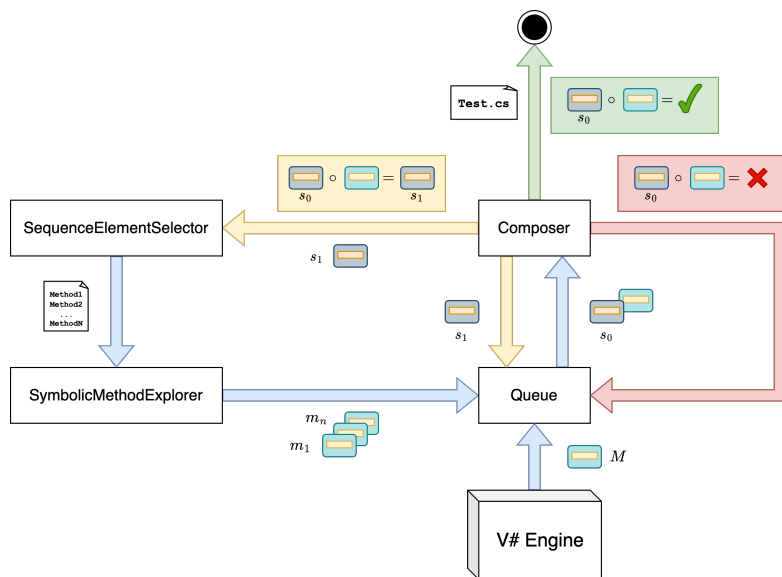 Test.cs
∘ = ✓
s₀
∘ =
s₀ s₁
∘ = ✗
s₀
SequenceElementSelector
Composer
s₁
Method1
Method2
...
MethodN
s₁
s₀
SymbolicMethodExplorer
Queue
mₙ
m₁
M
V# Engine